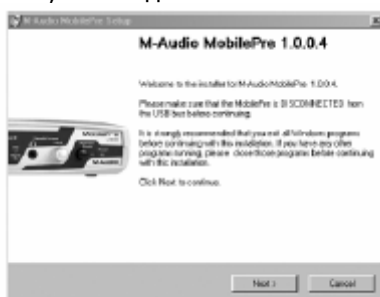 M-Audio MobilePre Setup
M-Audio MobilePre 1.0.0.4
Welcome to the installer for M-Audio MobilePre 1.0.0.4.
Please make sure that the MobilePre is DISCONNECTED from
the USB bus before continuing.
It is strongly recommended that you exit all Windows programs
before continuing with this installation. If you have any other
programs running, please close those programs before continuing
with this installation.
Click Next to continue.
Next >
Cancel